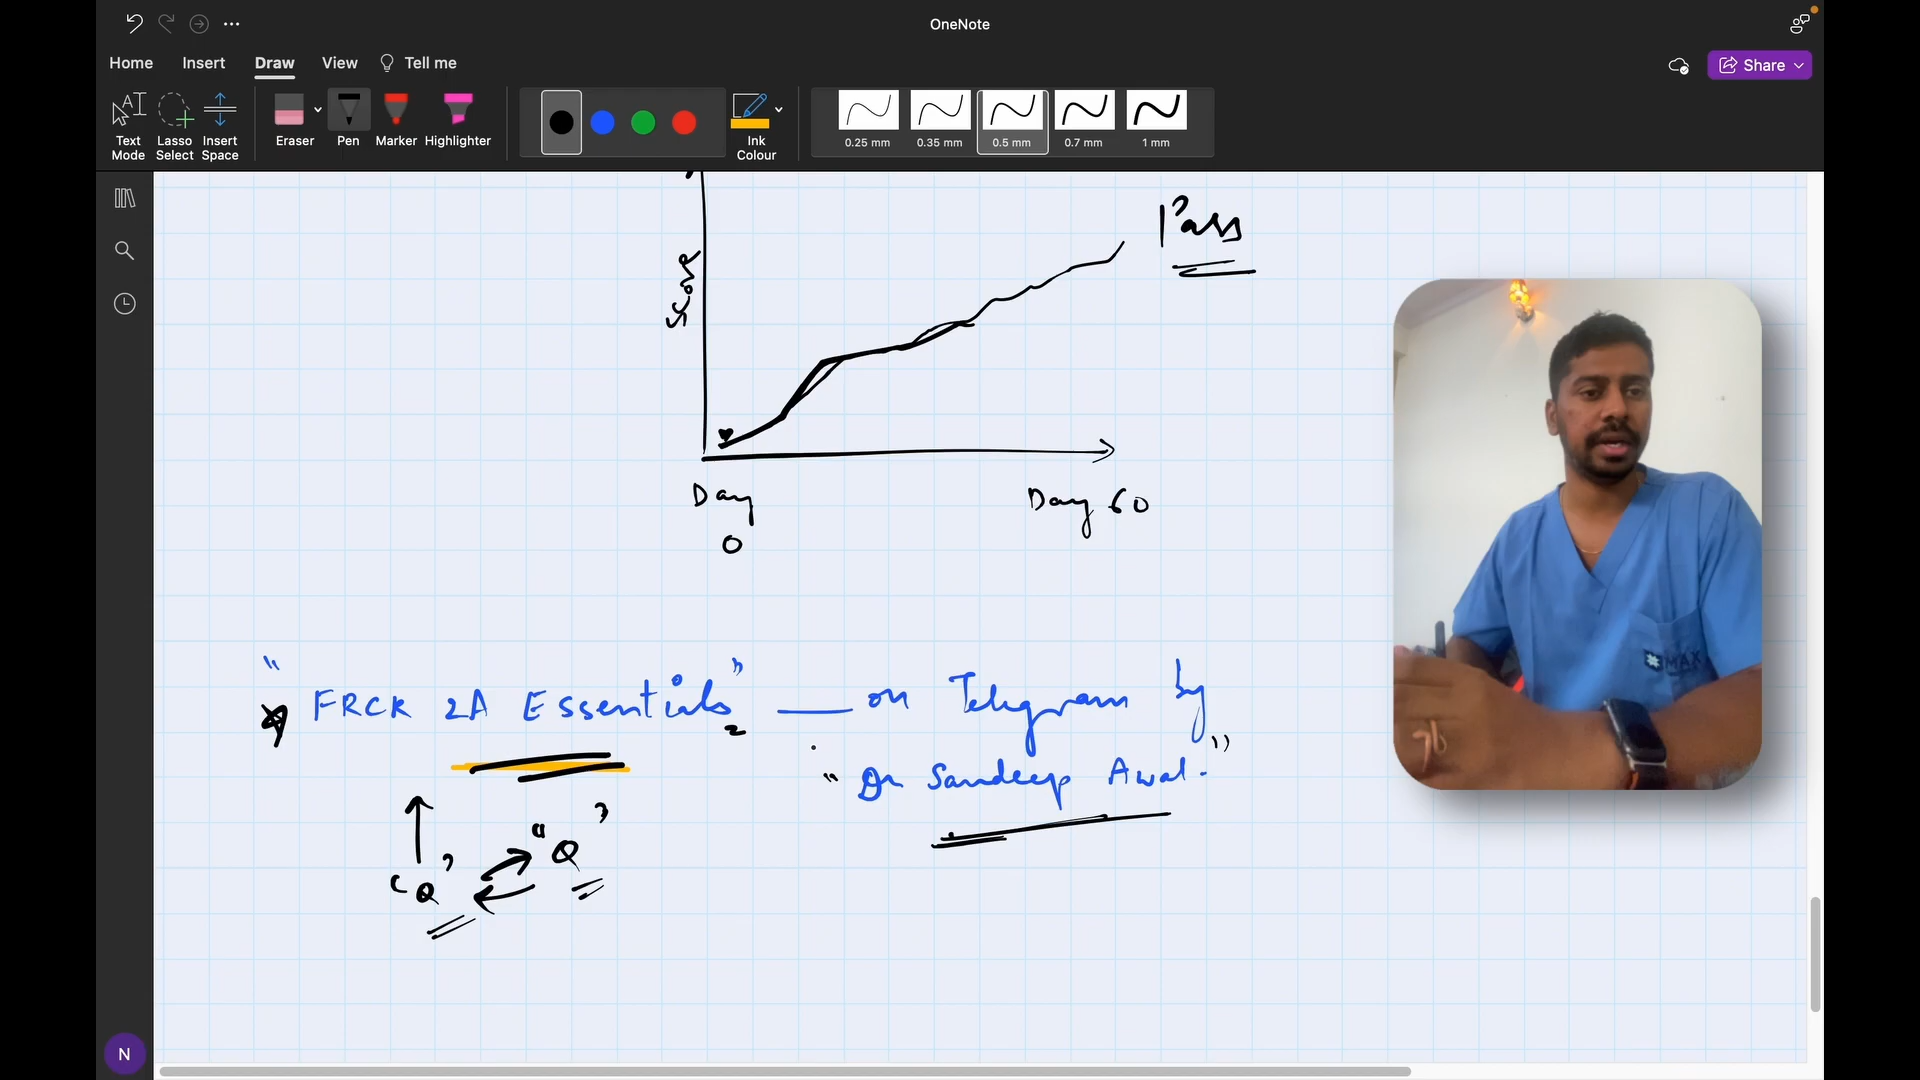 OneNote
Home Insert Draw View Tell me
Share
Text Mode
Lasso Select
Insert Space
Eraser
Pen
Marker
Highlighter
Ink Colour
0.25 mm
0.35 mm
0.5 mm
0.7 mm
1 mm
Pass
Score
Day 0
Day 60
"FRCR 2A Essentials" — on Telegram by
"Dr Sandeep Awal."
'Q' "Q"
MAX
N